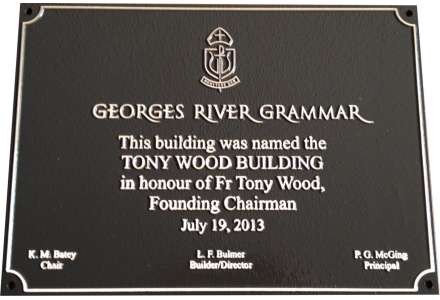 GEORGES RIVER GRAMMAR
This building was named the
TONY WOOD BUILDING
in honour of Fr Tony Wood,
Founding Chairman
July 19, 2013
K. M. Batey
Chair
L. F. Bulmer
Builder/Director
P. G. McGing
Principal